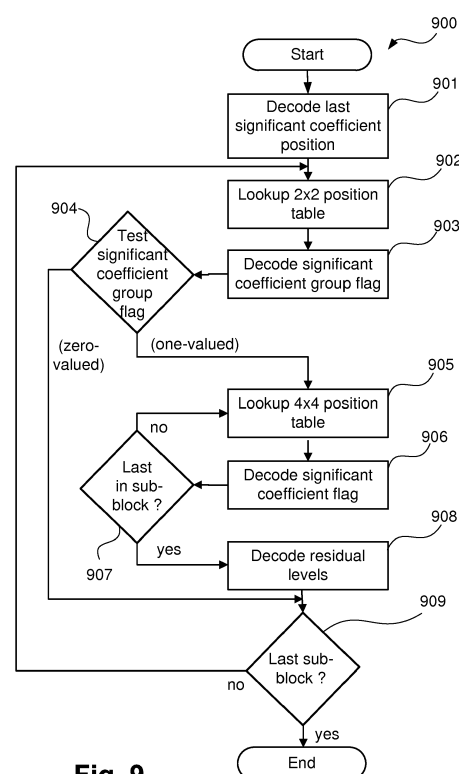 900
Start
901
Decode last
significant coefficient
position
902
Lookup 2x2 position
table
903
Decode significant
coefficient group flag
904
Test
significant
coefficient
group
flag
(zero-
valued)
(one-valued)
905
Lookup 4x4 position
table
no
906
Decode significant
coefficient flag
Last
in sub-
block ?
907
yes
908
Decode residual
levels
909
Last sub-
block ?
no
yes
End
Fig. 9